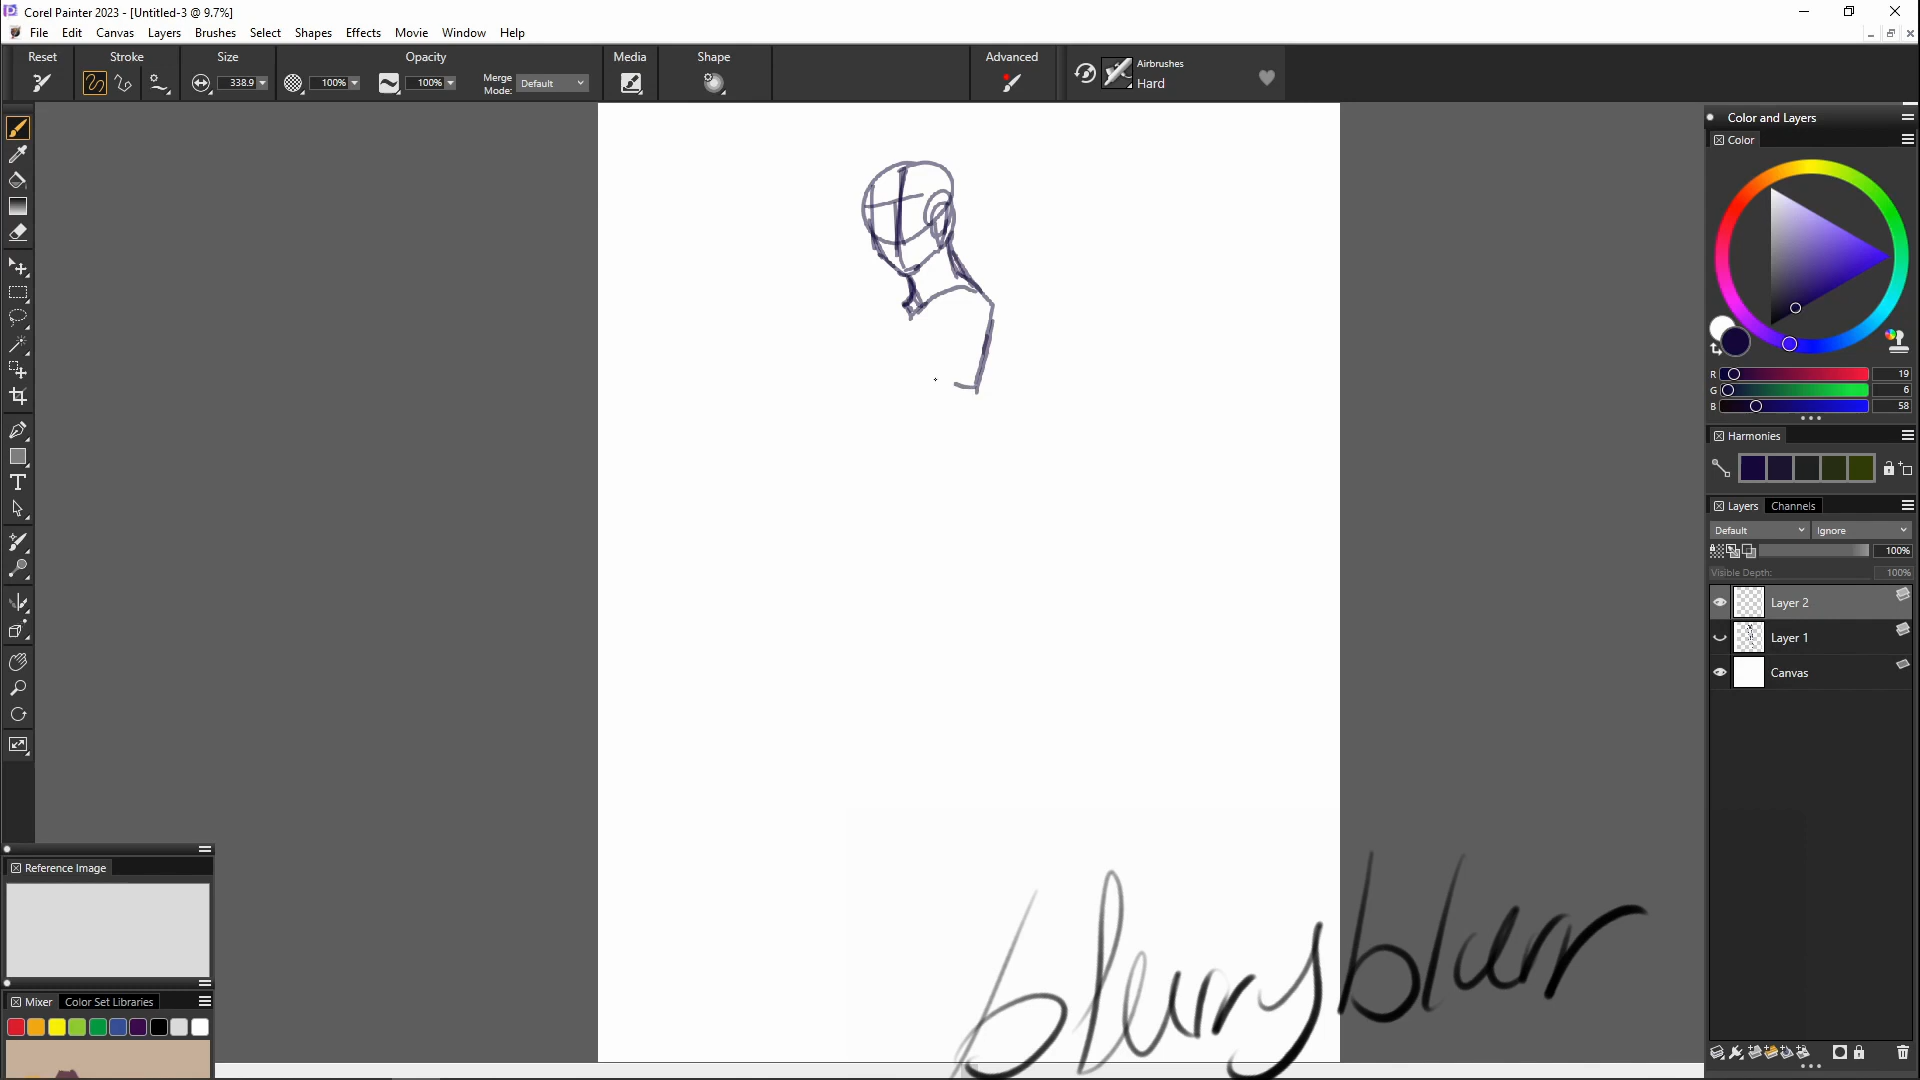 Corel Painter 2023 - [Untitled-3 @ 9.7%]
File Edit Canvas Layers Brushes Select Shapes Effects Movie Window Help
Reset Stroke Size Opacity Media Shape Advanced
338.9 100% 100% Merge Mode: Default
Airbrushes
Hard
Color and Layers
Color
R 19
G 6
B 58
Harmonies
Layers Channels
Default Ignore
100%
Visible Depth: 100%
Layer 2
Layer 1
Canvas
Reference Image
Mixer Color Set Libraries
T
blurryblurr